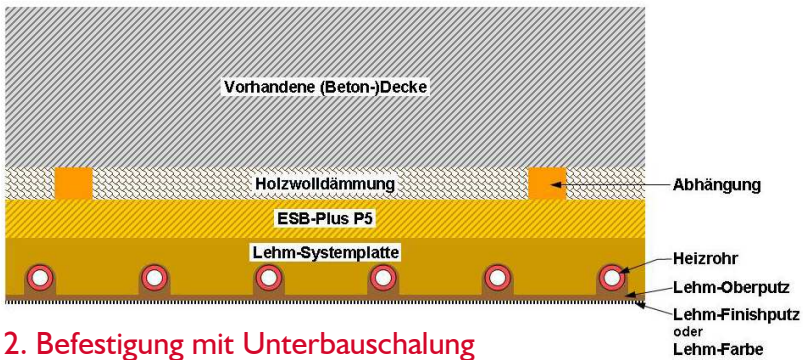 Vorhandene (Beton-)Decke
Holzwolldämmung
Abhängung
ESB-Plus P5
Lehm-Systemplatte
Heizrohr
Lehm-Oberputz
Lehm-Finishputz
oder
Lehm-Farbe
2. Befestigung mit Unterbauschalung